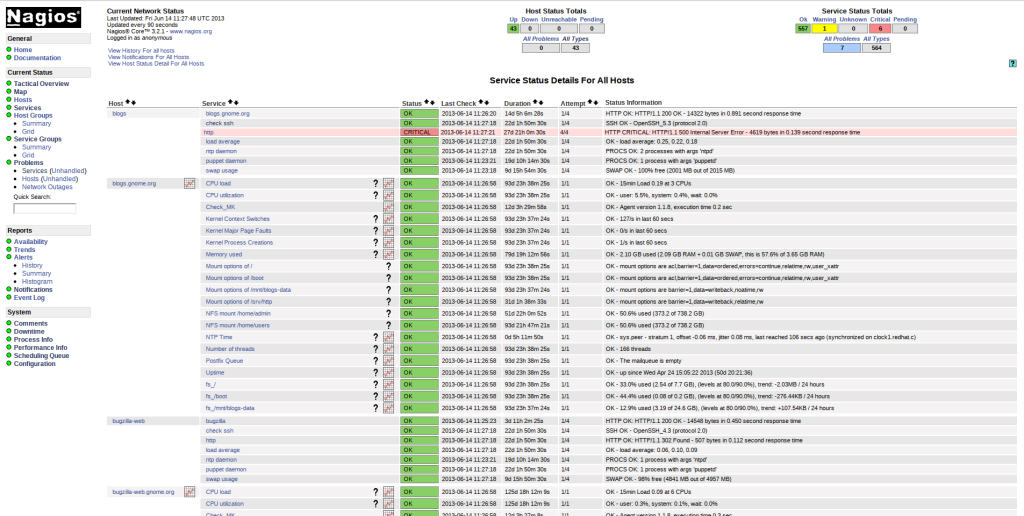 Nagios®
General
Home
Documentation
Current Status
Tactical Overview
Map
Hosts
Services
Host Groups
Summary
Grid
Service Groups
Summary
Grid
Problems
Services (Unhandled)
Hosts (Unhandled)
Network Outages
Quick Search:
Reports
Availability
Trends
Alerts
History
Summary
Histogram
Notifications
Event Log
System
Comments
Downtime
Process Info
Performance Info
Scheduling Queue
Configuration
Current Network Status
Last Updated: Fri Jun 14 11:27:48 UTC 2013
Updated every 90 seconds
Nagios® Core™ 3.2.1 - www.nagios.org
Logged in as anonymous
View History For all hosts
View Notifications For All Hosts
View Host Status Detail For All Hosts
Host Status Totals
Up Down Unreachable Pending
43 0 0 0
All Problems All Types
0 43
Service Status Totals
Ok Warning Unknown Critical Pending
557 1 0 6 0
All Problems All Types
7 564
?
Service Status Details For All Hosts
Host Service Status Last Check Duration Attempt Status Information
blogs blogs.gnome.org OK 2013-06-14 11:26:20 14d 5h 6m 28s 1/4 HTTP OK: HTTP/1.1 200 OK - 14322 bytes in 0.891 second response time
check ssh OK 2013-06-14 11:27:18 22d 1h 50m 30s 1/4 SSH OK - OpenSSH_5.3 (protocol 2.0)
http CRITICAL 2013-06-14 11:27:21 27d 21h 0m 30s 4/4 HTTP CRITICAL: HTTP/1.1 500 Internal Server Error - 4619 bytes in 0.139 second response time
load average OK 2013-06-14 11:27:18 22d 1h 50m 30s 1/4 OK - load average: 0.25, 0.22, 0.18
ntp daemon OK 2013-06-14 11:27:18 22d 1h 50m 30s 1/4 PROCS OK: 2 processes with args 'ntpd'
puppet daemon OK 2013-06-14 11:23:21 19d 10h 14m 30s 1/4 PROCS OK: 1 process with args 'puppetd'
swap usage OK 2013-06-14 11:27:18 9d 15h 54m 30s 1/4 SWAP OK - 100% free (2001 MB out of 2015 MB)
blogs.gnome.org CPU load ? OK 2013-06-14 11:26:58 93d 23h 38m 25s 1/1 OK - 15min Load 0.19 at 3 CPUs
CPU utilization ? OK 2013-06-14 11:26:58 93d 23h 38m 25s 1/1 OK - user: 5.6%, system: 0.4%, wait: 0.0%
Check_MK OK 2013-06-14 11:26:58 12d 3h 29m 58s 1/1 OK - Agent version 1.1.8, execution time 0.2 sec
Kernel Context Switches ? OK 2013-06-14 11:26:58 93d 23h 37m 24s 1/1 OK - 127/s in last 60 secs
Kernel Major Page Faults ? OK 2013-06-14 11:26:58 93d 23h 37m 24s 1/1 OK - 0/s in last 60 secs
Kernel Process Creations ? OK 2013-06-14 11:26:58 93d 23h 37m 24s 1/1 OK - 1/s in last 60 secs
Memory used ? OK 2013-06-14 11:26:58 79d 19h 12m 56s 1/1 OK - 2.10 GB used (2.09 GB RAM + 0.01 GB SWAP, this is 57.6% of 3.65 GB RAM)
Mount options of / ? OK 2013-06-14 11:26:58 93d 23h 38m 25s 1/1 OK - mount options are acl,barrier=1,data=ordered,errors=continue,relatime,rw,user_xattr
Mount options of /boot ? OK 2013-06-14 11:26:58 93d 23h 38m 25s 1/1 OK - mount options are acl,barrier=1,data=ordered,errors=continue,relatime,rw,user_xattr
Mount options of /mnt/blogs-data ? OK 2013-06-14 11:26:58 93d 23h 37m 24s 1/1 OK - mount options are barrier=1,data=writeback,noatime,rw
Mount options of /srv/http ? OK 2013-06-14 11:26:58 31d 1h 38m 33s 1/1 OK - mount options are barrier=1,data=writeback,relatime,rw
NFS mount /home/admin ? OK 2013-06-14 11:26:58 51d 22h 0m 52s 1/1 OK - 50.6% used (373.2 of 738.2 GB)
NFS mount /home/users ? OK 2013-06-14 11:26:58 93d 21h 47m 21s 1/1 OK - 50.6% used (373.2 of 738.2 GB)
NTP Time ? OK 2013-06-14 11:26:58 0d 5h 11m 50s 1/1 OK - sys.peer - stratum 1, offset -0.06 ms, jitter 0.08 ms, last reached 106 secs ago (synchronized on clock1.redhat.c)
Number of threads ? OK 2013-06-14 11:26:58 93d 23h 38m 25s 1/1 OK - 166 threads
Postfix Queue ? OK 2013-06-14 11:26:58 93d 23h 38m 25s 1/1 OK - The mailqueue is empty
Uptime ? OK 2013-06-14 11:26:58 93d 23h 38m 25s 1/1 OK - up since Wed Apr 24 15:05:22 2013 (50d 20:21:36)
fs_/ ? OK 2013-06-14 11:26:58 93d 23h 38m 25s 1/1 OK - 33.0% used (2.54 of 7.7 GB), (levels at 80.0/90.0%), trend: -2.03MB / 24 hours
fs_/boot ? OK 2013-06-14 11:26:58 93d 23h 38m 25s 1/1 OK - 44.4% used (0.08 of 0.2 GB), (levels at 80.0/90.0%), trend: -276.44KB / 24 hours
fs_/mnt/blogs-data ? OK 2013-06-14 11:26:58 93d 23h 37m 24s 1/1 OK - 12.9% used (3.19 of 24.6 GB), (levels at 80.0/90.0%), trend: +107.54KB / 24 hours
bugzilla-web bugzilla OK 2013-06-14 11:25:23 3d 11h 2m 25s 1/4 HTTP OK: HTTP/1.1 200 OK - 14548 bytes in 0.450 second response time
check ssh OK 2013-06-14 11:27:18 22d 1h 50m 30s 1/4 SSH OK - OpenSSH_4.3 (protocol 2.0)
http OK 2013-06-14 11:27:18 22d 1h 50m 30s 1/4 HTTP OK: HTTP/1.1 302 Found - 507 bytes in 0.112 second response time
load average OK 2013-06-14 11:27:18 22d 1h 50m 30s 1/4 OK - load average: 0.06, 0.10, 0.09
ntp daemon OK 2013-06-14 11:23:21 19d 10h 14m 30s 1/4 PROCS OK: 1 process with args 'ntpd'
puppet daemon OK 2013-06-14 11:27:18 22d 1h 50m 30s 1/4 PROCS OK: 1 process with args 'puppetd'
swap usage OK 2013-06-14 11:27:18 9d 15h 50m 30s 1/4 SWAP OK - 98% free (4841 MB out of 4957 MB)
bugzilla-web.gnome.org CPU load ? OK 2013-06-14 11:26:58 125d 18h 12m 9s 1/1 OK - 15min Load 0.09 at 6 CPUs
CPU utilization ? OK 2013-06-14 11:26:58 125d 18h 12m 9s 1/1 OK - user: 0.3%, system: 0.1%, wait: 0.0%
Check_MK OK 2013-06-14 11:26:58 12d 3h 27m 58s 1/1 OK - Agent version 1.1.8, execution time 0.3 sec